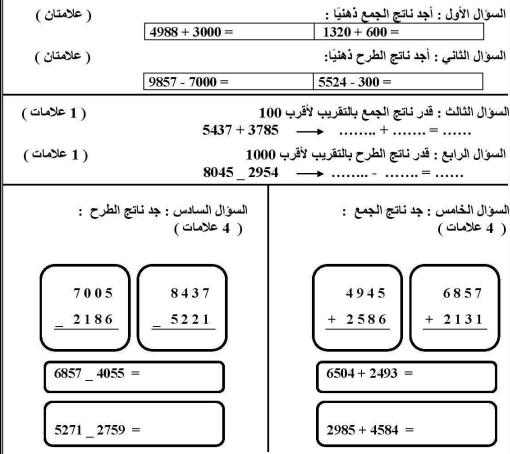 السؤال الأول : أجد ناتج الجمع ذهنيًا : ( علامتان )
1320 + 600 =
4988 + 3000 =
السؤال الثاني : أجد ناتج الطرح ذهنيًا: ( علامتان )
5524 - 300 =
9857 - 7000 =
السؤال الثالث : قدر ناتج الجمع بالتقريب لأقرب 100 ( 1 علامات )
5437 + 3785 → ........ + ....... = ......
السؤال الرابع : قدر ناتج الطرح بالتقريب لأقرب 1000 ( 1 علامات )
8045 _ 2954 → ........ - ....... = ......
السؤال الخامس : جد ناتج الجمع :
( 4 علامات )
6857
+ 2131
4945
+ 2586
6504 + 2493 =
2985 + 4584 =
السؤال السادس : جد ناتج الطرح :
( 4 علامات )
8437
_ 5221
7005
_ 2186
6857 _ 4055 =
5271 _ 2759 =